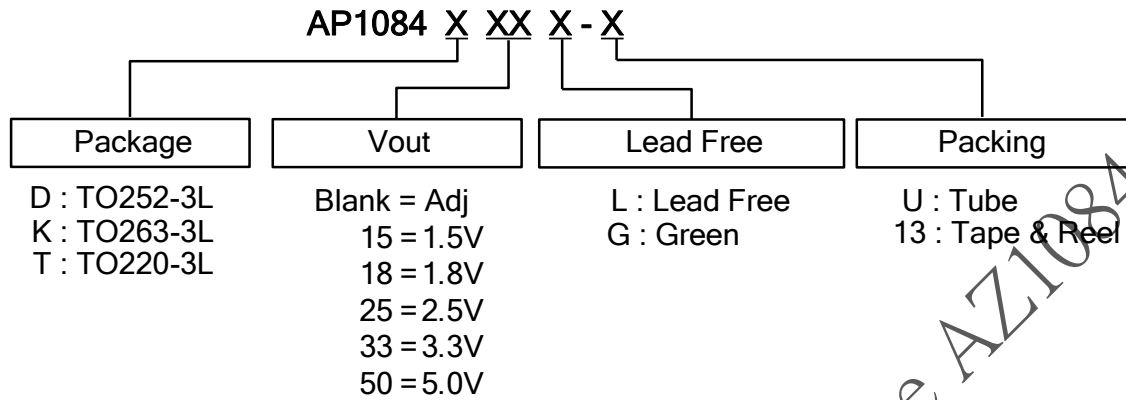 AP1084 X XX X - X
Package
Vout
Lead Free
Packing
D : TO252-3L
K : TO263-3L
T : TO220-3L
Blank = Adj
15 = 1.5V
18 = 1.8V
25 = 2.5V
33 = 3.3V
50 = 5.0V
L : Lead Free
G : Green
U : Tube
13 : Tape & Reel
AZ1084